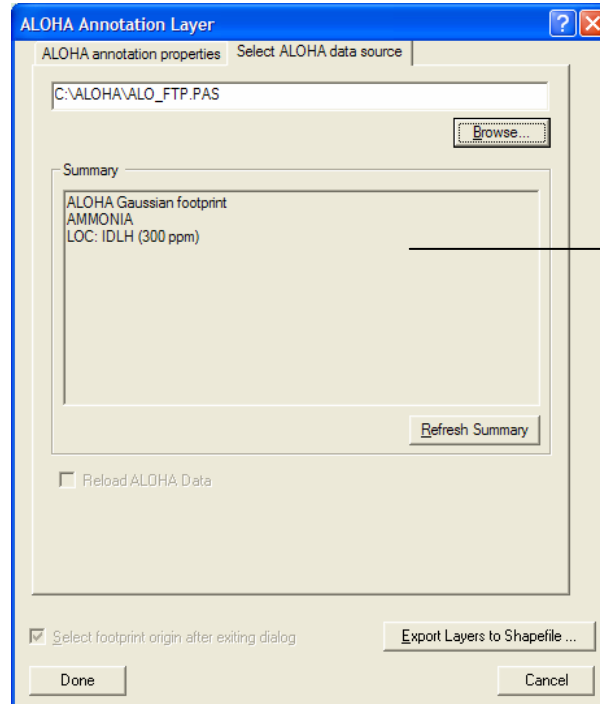 ALOHA Annotation Layer
ALOHA annotation properties Select ALOHA data source
C:\ALOHA\ALO_FTP.PAS
Browse...
Summary
ALOHA Gaussian footprint
AMMONIA
LOC: IDLH (300 ppm)
Refresh Summary
Reload ALOHA Data
Select footprint origin after exiting dialog
Export Layers to Shapefile ...
Done
Cancel